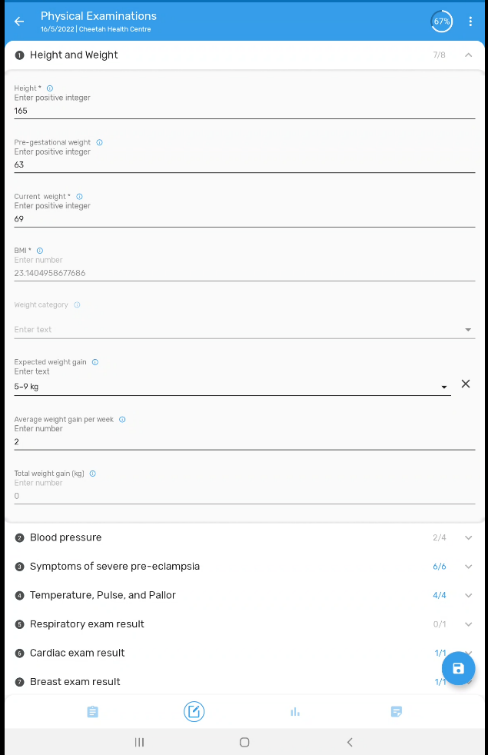 Physical Examinations
16/5/2022 | Cheetah Health Centre
67%
1 Height and Weight 7/8
Height *
Enter positive integer
165
Pre-gestational weight
Enter positive integer
63
Current weight *
Enter positive integer
69
BMI *
Enter number
23.1404958677686
Weight category
Enter text
Expected weight gain
Enter text
5-9 kg
Average weight gain per week
Enter number
2
Total weight gain (kg)
Enter number
0
2 Blood pressure 2/4
3 Symptoms of severe pre-eclampsia 6/6
4 Temperature, Pulse, and Pallor 4/4
5 Respiratory exam result 0/1
6 Cardiac exam result 1/1
7 Breast exam result 1/1